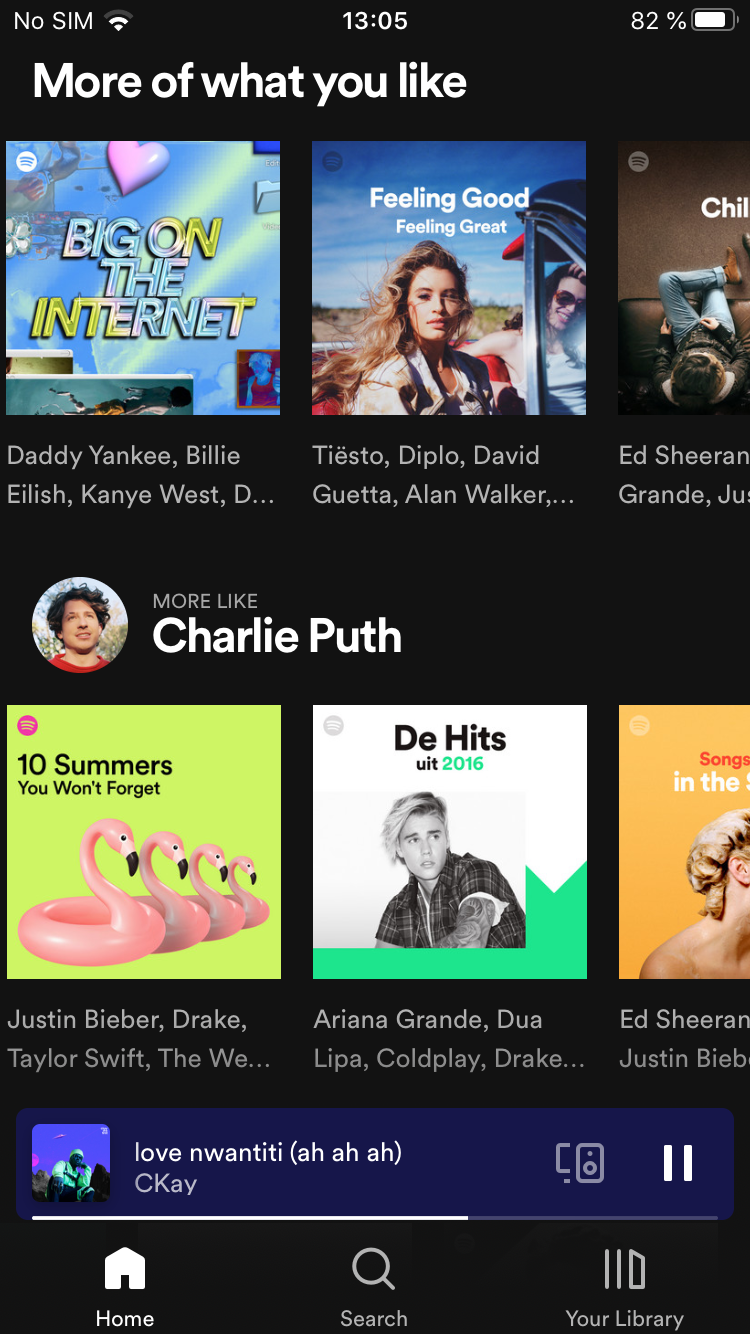 No SIM 13:05 82 %
More of what you like
BIG ON
THE
INTERNET
Feeling Good
Feeling Great
Daddy Yankee, Billie
Eilish, Kanye West, D...
Tiësto, Diplo, David
Guetta, Alan Walker,...
Ed Sheeran
Grande, Jus
MORE LIKE
Charlie Puth
10 Summers
You Won't Forget
De Hits
uit 2016
Songs
in the S
Justin Bieber, Drake,
Taylor Swift, The We...
Ariana Grande, Dua
Lipa, Coldplay, Drake...
Ed Sheeran
Justin Bieb
love nwantiti (ah ah ah)
CKay
Home Search Your Library